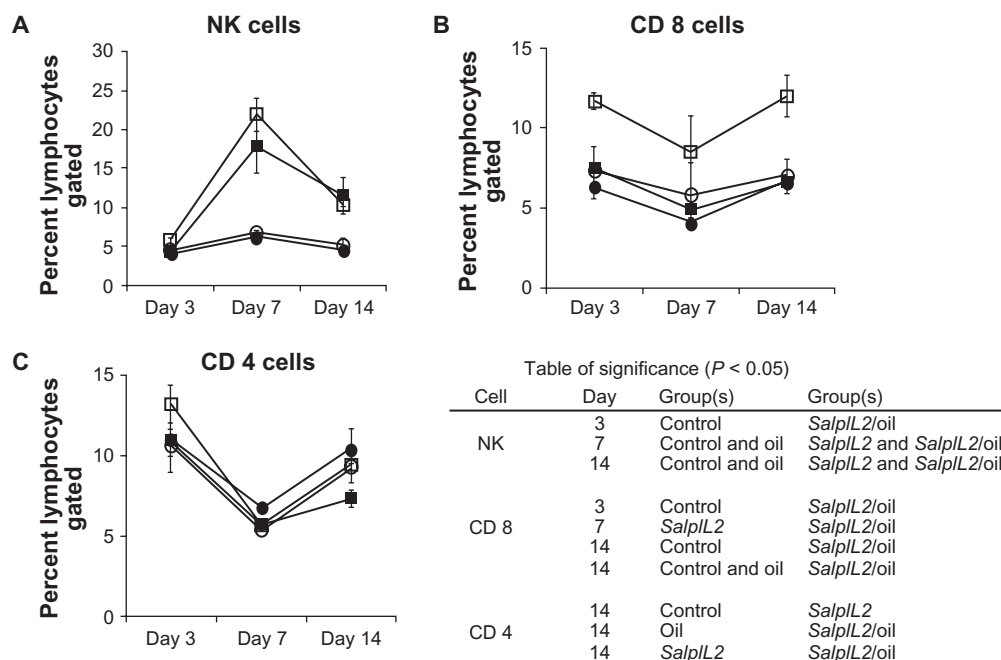 A NK cells
Percent lymphocytes
gated
30
25
20
15
10
5
0
Day 3 Day 7 Day 14
B CD 8 cells
Percent lymphocytes
gated
15
10
5
0
Day 3 Day 7 Day 14
C CD 4 cells
Percent lymphocytes
gated
15
10
5
0
Day 3 Day 7 Day 14
Table of significance (P < 0.05)
Cell Day Group(s) Group(s)
3 Control SalpIL2/oil
NK 7 Control and oil SalpIL2 and SalpIL2/oil
14 Control and oil SalpIL2 and SalpIL2/oil
3 Control SalpIL2/oil
CD 8 7 SalpIL2 SalpIL2/oil
14 Control SalpIL2/oil
14 Control and oil SalpIL2/oil
14 Control SalpIL2
CD 4 14 Oil SalpIL2/oil
14 SalpIL2 SalpIL2/oil